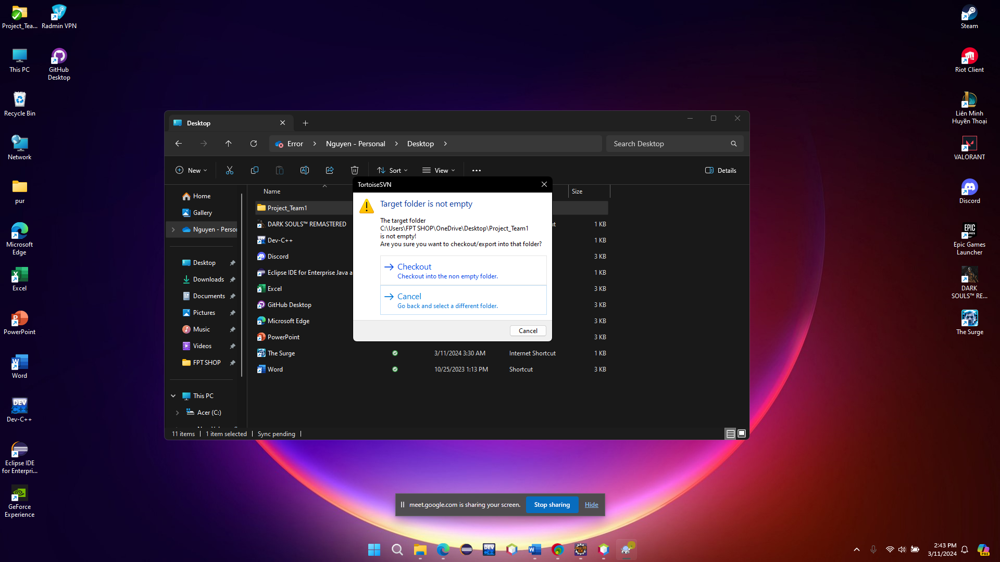 Project_Tea...
Radmin VPN
This PC
GitHub
Desktop
Recycle Bin
Network
pur
Microsoft
Edge
Excel
PowerPoint
Word
DEV
C++
Dev-C++
Eclipse IDE
for Enterpri...
GeForce
Experience
Steam
Riot Client
Liên Minh
Huyền Thoại
VALORANT
Discord
EPIC
GAMES
Epic Games
Launcher
DARK
SOULS™ RE...
The Surge
Desktop
Error
Nguyen - Personal
Desktop
Search Desktop
New
Sort
View
Details
Home
Gallery
Nguyen - Perso
Desktop
Downloads
Documents
Pictures
Music
Videos
FPT SHOP
This PC
Acer (C:)
Name
Size
Project_Team1
DARK SOULS™ REMASTERED
1 KB
Dev-C++
1 KB
Discord
3 KB
Eclipse IDE for Enterprise Java a
1 KB
Excel
3 KB
GitHub Desktop
3 KB
Microsoft Edge
3 KB
PowerPoint
3 KB
The Surge
3/11/2024 3:30 AM
Internet Shortcut
1 KB
Word
10/25/2023 1:13 PM
Shortcut
3 KB
TortoiseSVN
Target folder is not empty
The target folder
C:\Users\FPT SHOP\OneDrive\Desktop\Project_Team1
is not empty!
Are you sure you want to checkout/export into that folder?
Checkout
Checkout into the non empty folder.
Cancel
Go back and select a different folder.
Cancel
11 items
1 item selected
Sync pending
meet.google.com is sharing your screen.
Stop sharing
Hide
DEV
C++
2:43 PM
3/11/2024
PRE